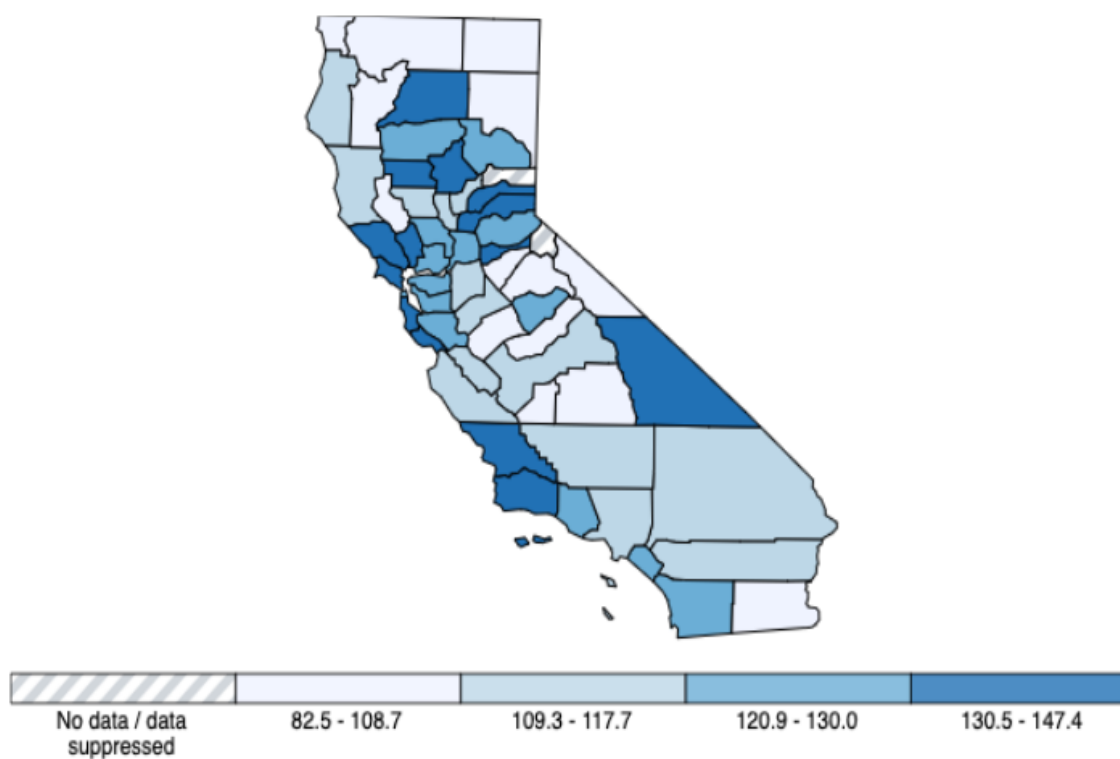 No data / data
suppressed
82.5 - 108.7
109.3 - 117.7
120.9 - 130.0
130.5 - 147.4